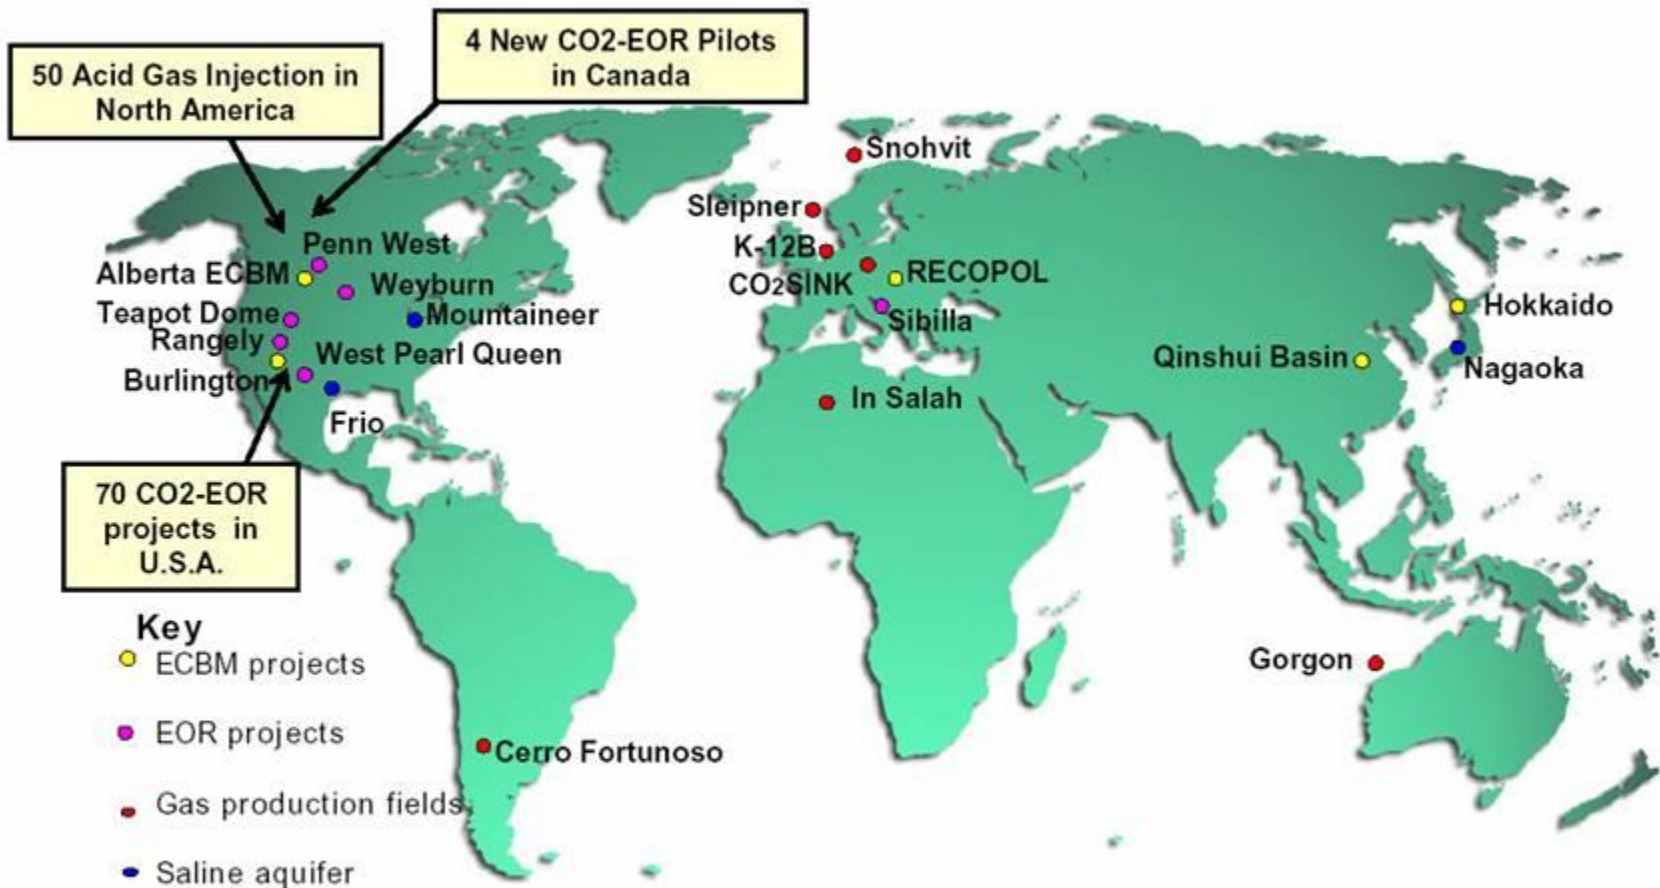 4 New CO2-EOR Pilots
in Canada
50 Acid Gas Injection in
North America
Snohvit
Sleipner
Penn West
K-12B
Alberta ECBM
RECOPOL
Weyburn
CO2SINK
Teapot Dome
Mountaineer
Sibilla
Hokkaido
Rangely
West Pearl Queen
Qinshui Basin
Nagaoka
Burlington
In Salah
Frio
70 CO2-EOR
projects in
U.S.A.
Key
ECBM projects
Gorgon
EOR projects
Cerro Fortunoso
Gas production fields
Saline aquifer